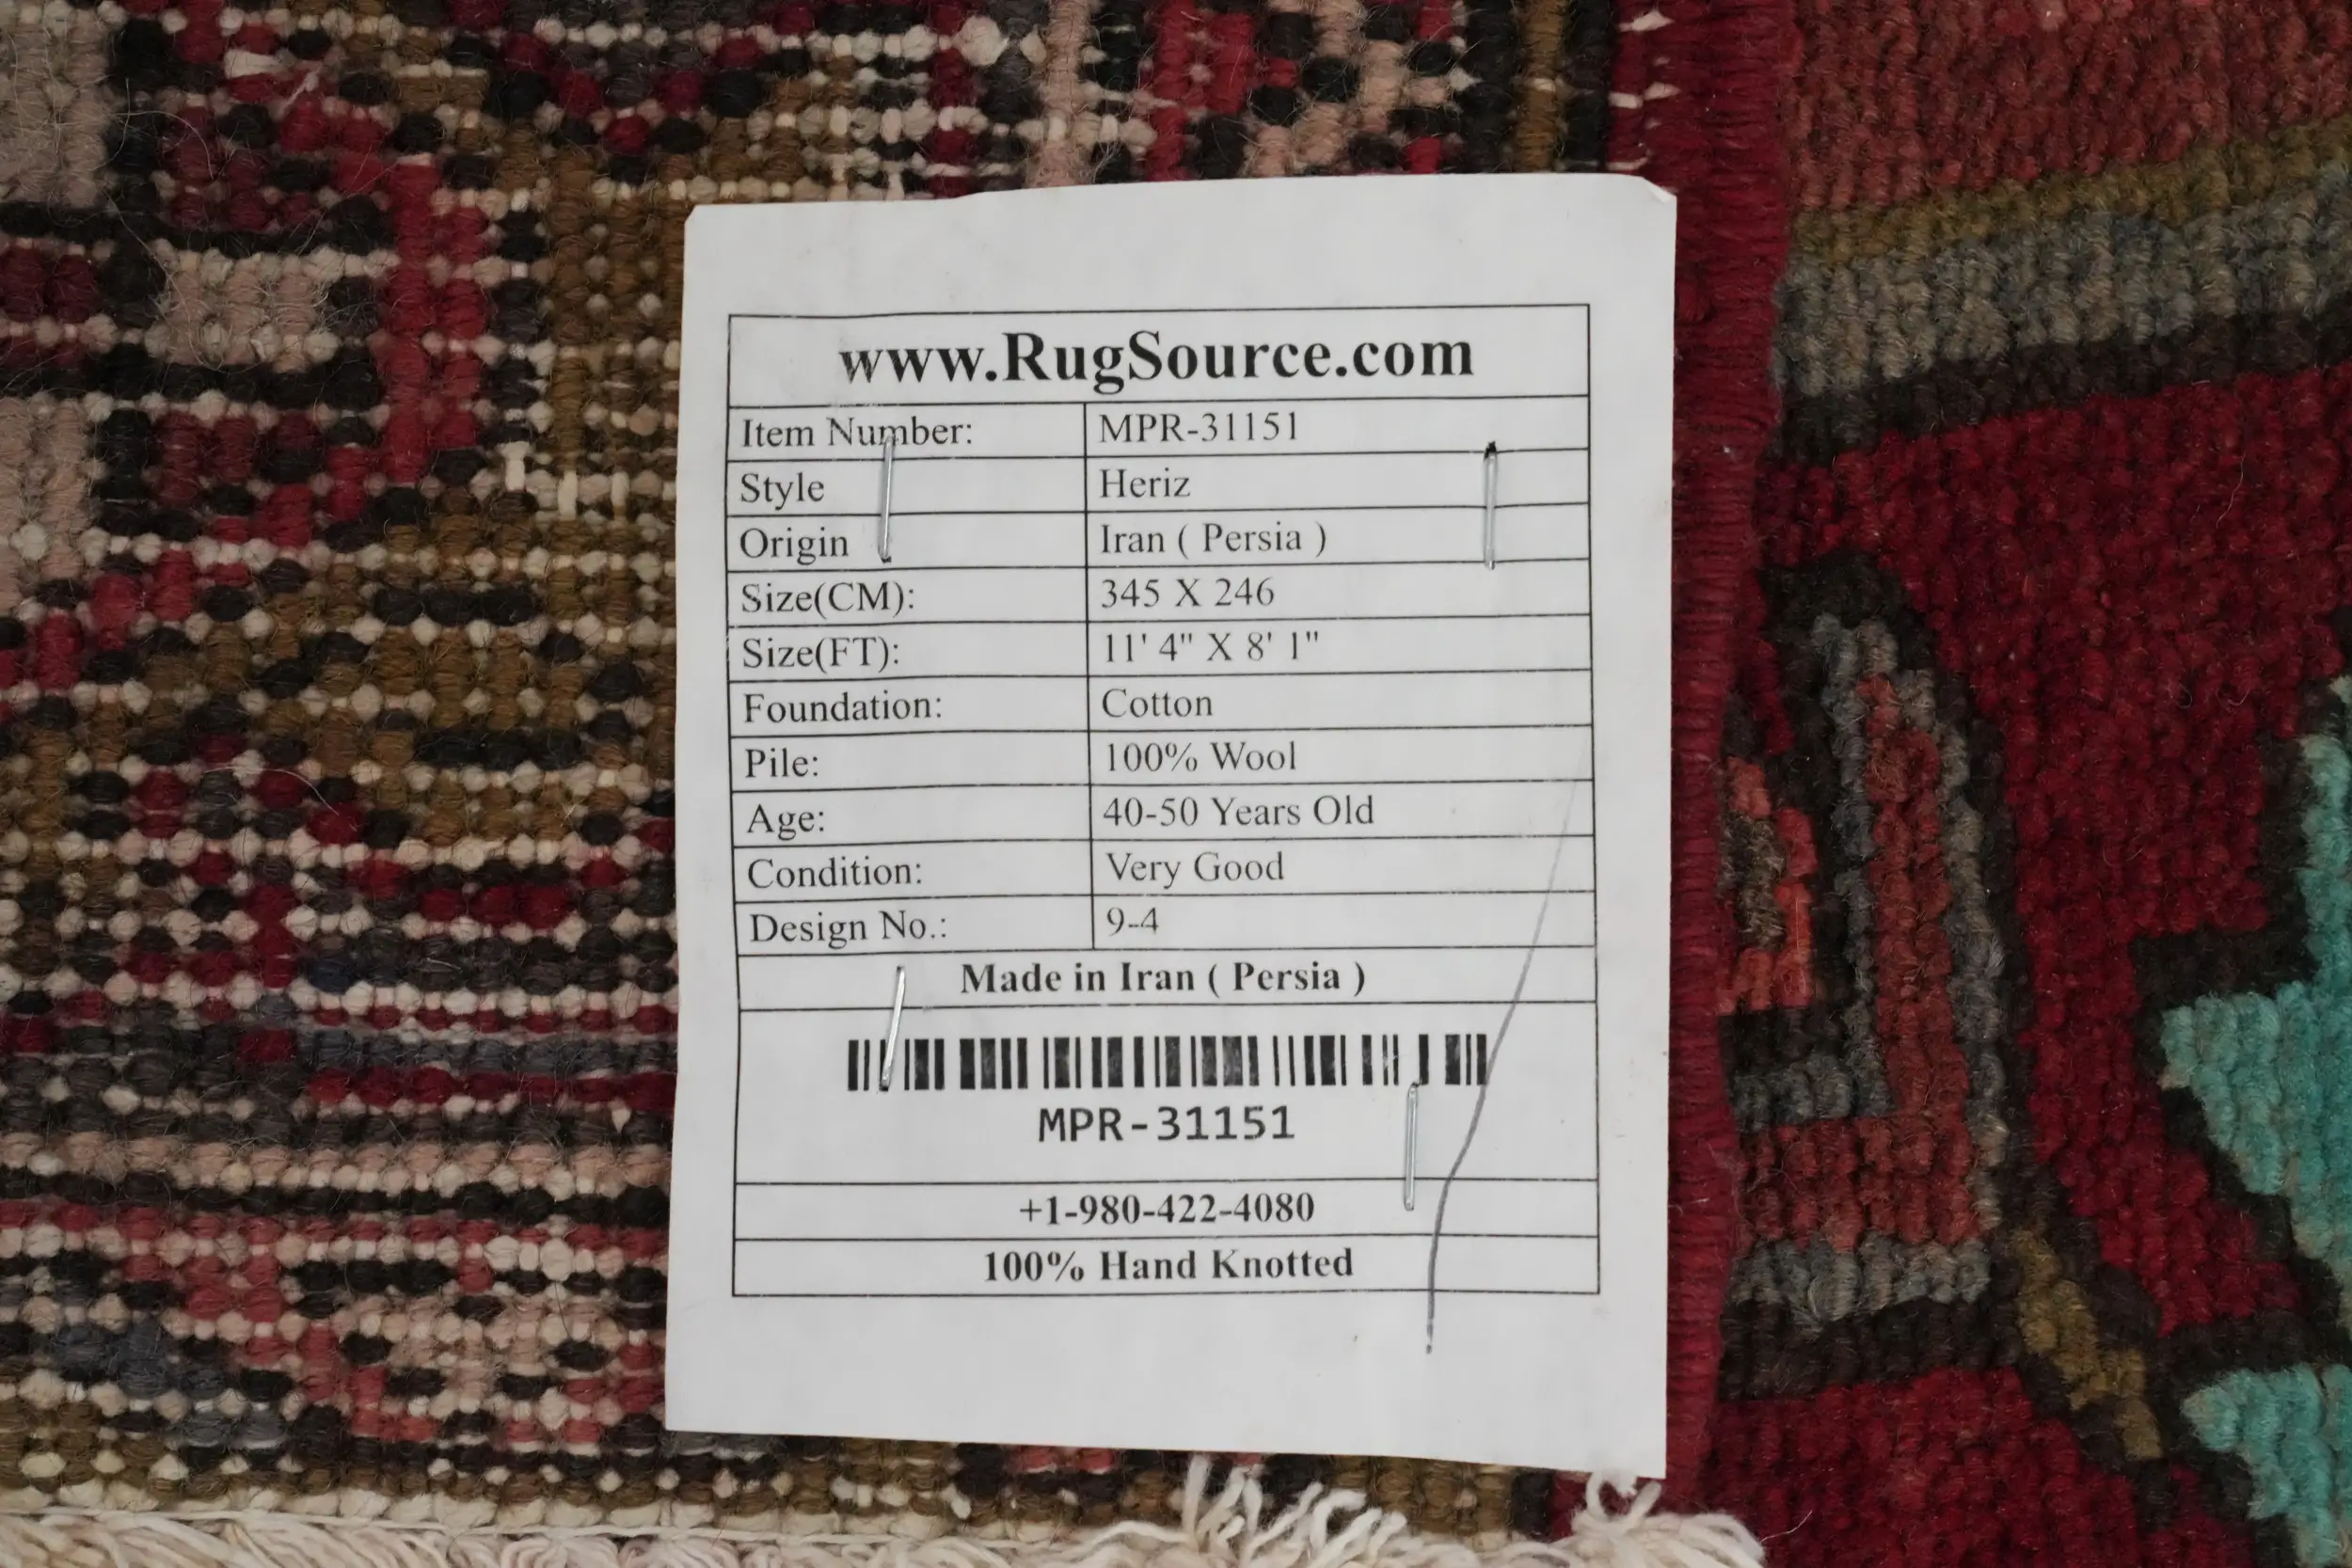 www.RugSource.com
Item Number: MPR-31151
Style Heriz
Origin Iran ( Persia )
Size(CM): 345 X 246
Size(FT): 11' 4" X 8' 1"
Foundation: Cotton
Pile: 100% Wool
Age: 40-50 Years Old
Condition: Very Good
Design No.: 9-4
Made in Iran ( Persia )
MPR-31151
+1-980-422-4080
100% Hand Knotted